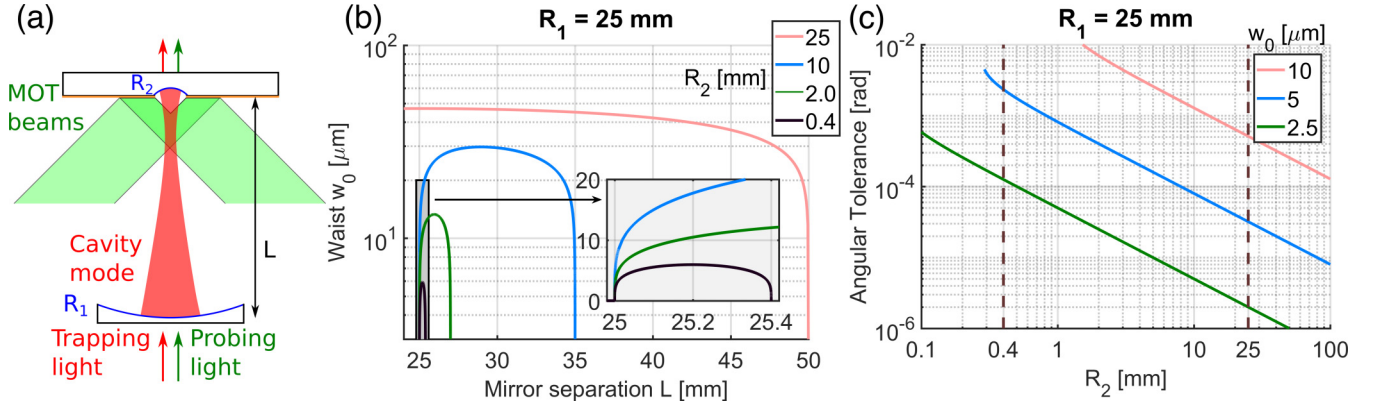 (a)
R₂
MOT
beams
Cavity
mode
L
R₁
Trapping
light
Probing
light
(b)
R₁ = 25 mm
Waist w₀ [μm]
10²
10¹
25
30
35
40
45
50
Mirror separation L [mm]
R₂ [mm]
25
10
2.0
0.4
20
10
0
25
25.2
25.4
(c)
R₁ = 25 mm
Angular Tolerance [rad]
10⁻²
10⁻⁴
10⁻⁶
0.1
0.4
1
10
25
100
R₂ [mm]
w₀ [μm]
10
5
2.5